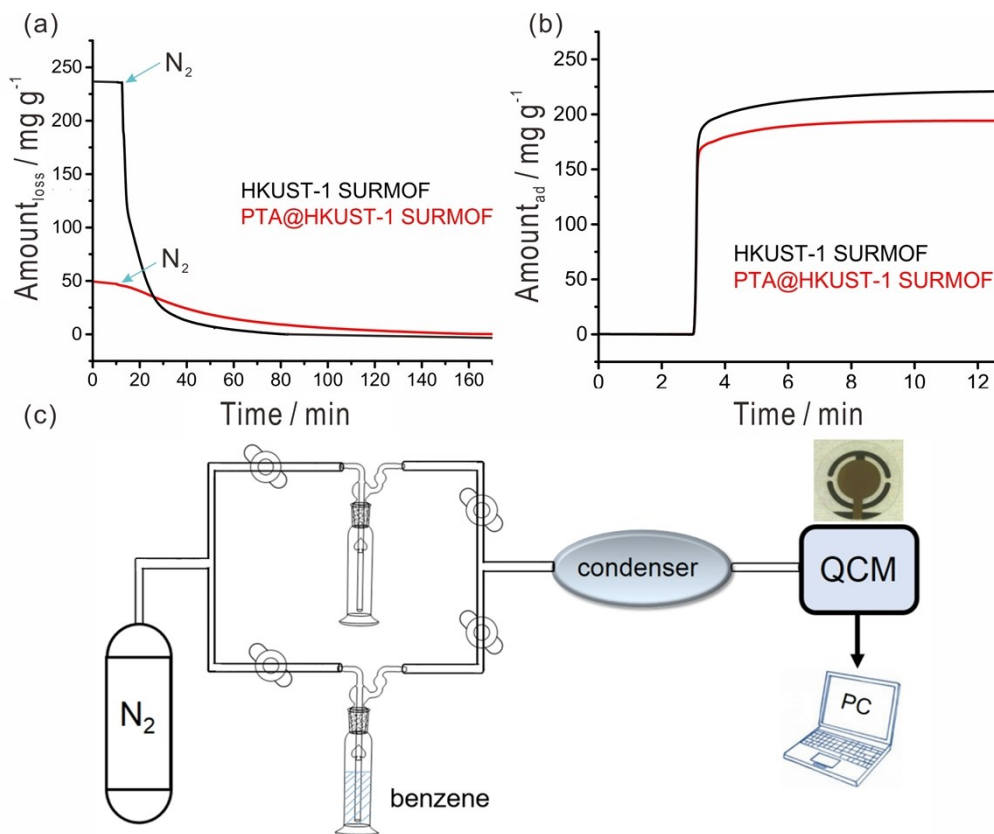 (a)
N₂
N₂
HKUST-1 SURMOF
PTA@HKUST-1 SURMOF
Amount_loss / mg g⁻¹
250
200
150
100
50
0
0 20 40 60 80 100 120 140 160
Time / min
(b)
HKUST-1 SURMOF
PTA@HKUST-1 SURMOF
Amount_ad / mg g⁻¹
250
200
150
100
50
0
0 2 4 6 8 10 12
Time / min
(c)
N₂
benzene
condenser
QCM
PC